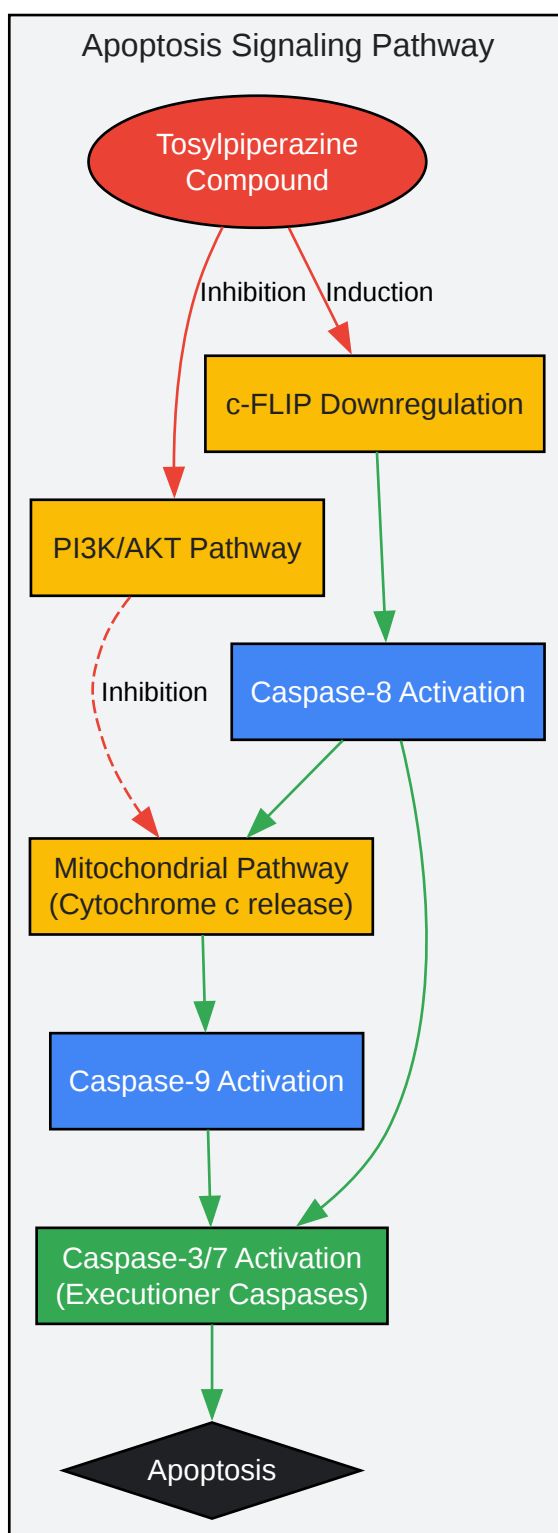 Apoptosis Signaling Pathway
Tosylpiperazine
Compound
Inhibition
Induction
c-FLIP Downregulation
PI3K/AKT Pathway
Caspase-8 Activation
Inhibition
Mitochondrial Pathway
(Cytochrome c release)
Caspase-9 Activation
Caspase-3/7 Activation
(Executioner Caspases)
Apoptosis